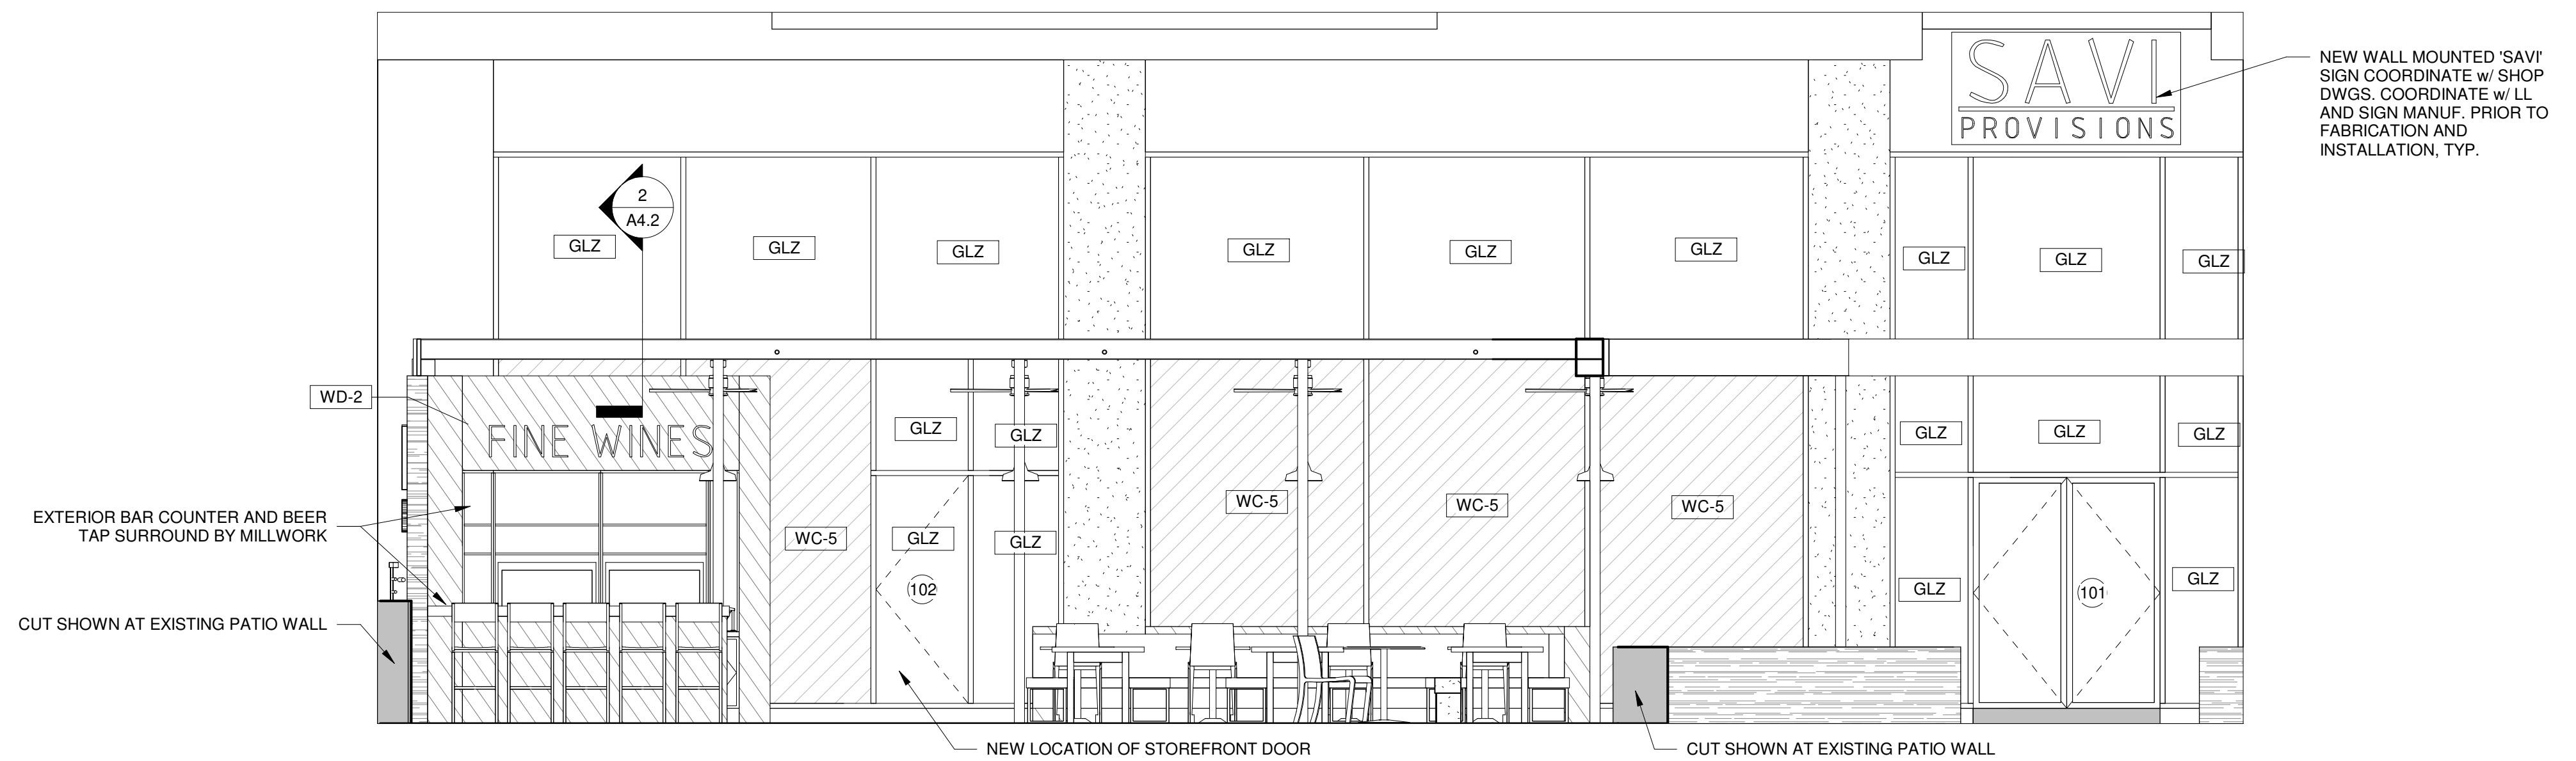 SAVI
PROVISIONS
NEW WALL MOUNTED 'SAVI'
SIGN COORDINATE w/ SHOP
DWGS. COORDINATE w/ LL
AND SIGN MANUF. PRIOR TO
FABRICATION AND
INSTALLATION, TYP.
2
A4.2
GLZ
GLZ
GLZ
GLZ
GLZ
GLZ
GLZ
GLZ
GLZ
WD-2
FINE WINES
GLZ
GLZ
GLZ
GLZ
GLZ
WC-5
WC-5
WC-5
EXTERIOR BAR COUNTER AND BEER
TAP SURROUND BY MILLWORK
WC-5
GLZ
GLZ
102
GLZ
101
GLZ
CUT SHOWN AT EXISTING PATIO WALL
NEW LOCATION OF STOREFRONT DOOR
CUT SHOWN AT EXISTING PATIO WALL